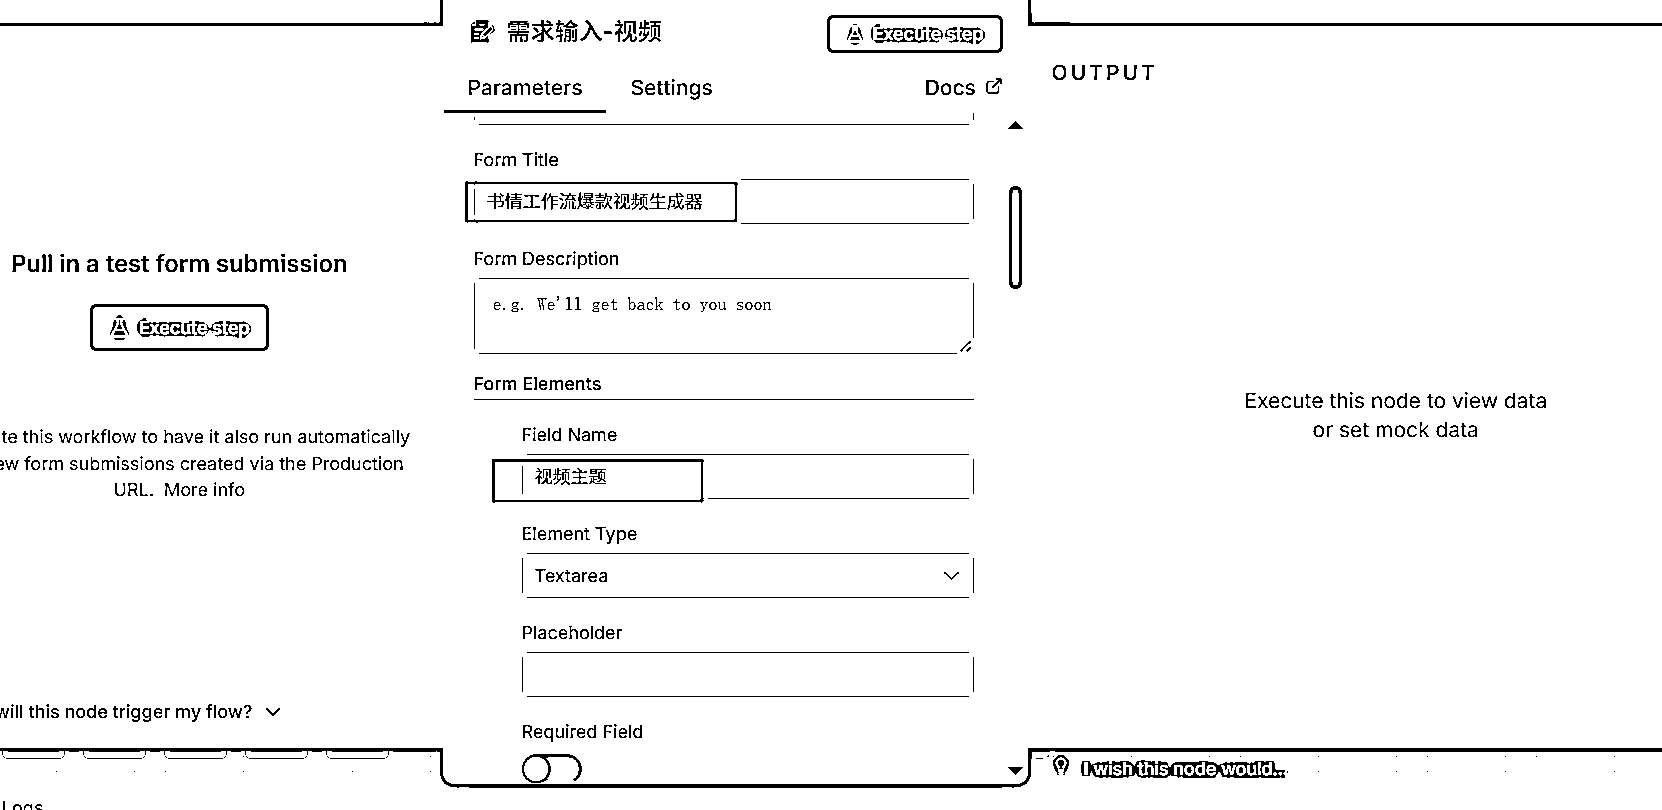 需求输入-视频
Execute step
Parameters
Settings
Docs
OUTPUT
Form Title
书情工作流爆款视频生成器
Form Description
e.g. We'll get back to you soon
Form Elements
Field Name
视频主题
Element Type
Textarea
Placeholder
Required Field
Pull in a test form submission
Execute step
te this workflow to have it also run automatically
ew form submissions created via the Production
URL. More info
will this node trigger my flow?
Logs
Execute this node to view data
or set mock data
I wish this node would...